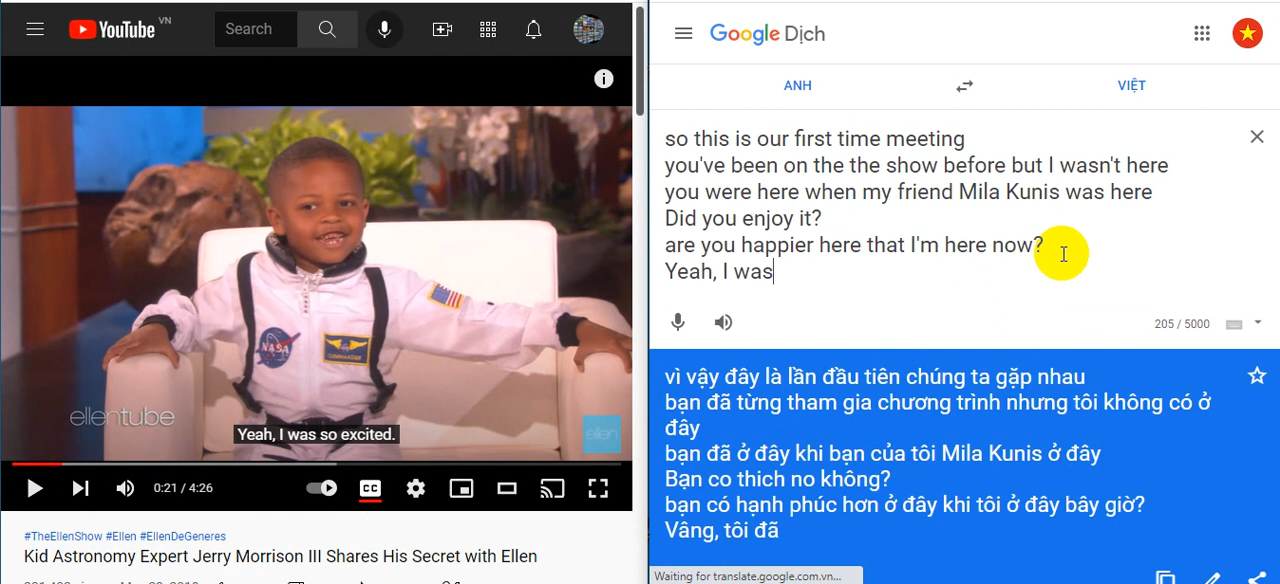 YouTube VN
Search
NASA
COMMANDER
ellentube
ellen
Yeah, I was so excited.
0:21 / 4:26
CC
#TheEllenShow #Ellen #EllenDeGeneres
Kid Astronomy Expert Jerry Morrison III Shares His Secret with Ellen
Google Dịch
ANH
VIỆT
so this is our first time meeting
you've been on the the show before but I wasn't here
you were here when my friend Mila Kunis was here
Did you enjoy it?
are you happier here that I'm here now?
Yeah, I was
205 / 5000
vì vậy đây là lần đầu tiên chúng ta gặp nhau
bạn đã từng tham gia chương trình nhưng tôi không có ở
đây
bạn đã ở đây khi bạn của tôi Mila Kunis ở đây
Bạn co thich no không?
bạn có hạnh phúc hơn ở đây khi tôi ở đây bây giờ?
Vâng, tôi đã
Waiting for translate.google.com.vn...